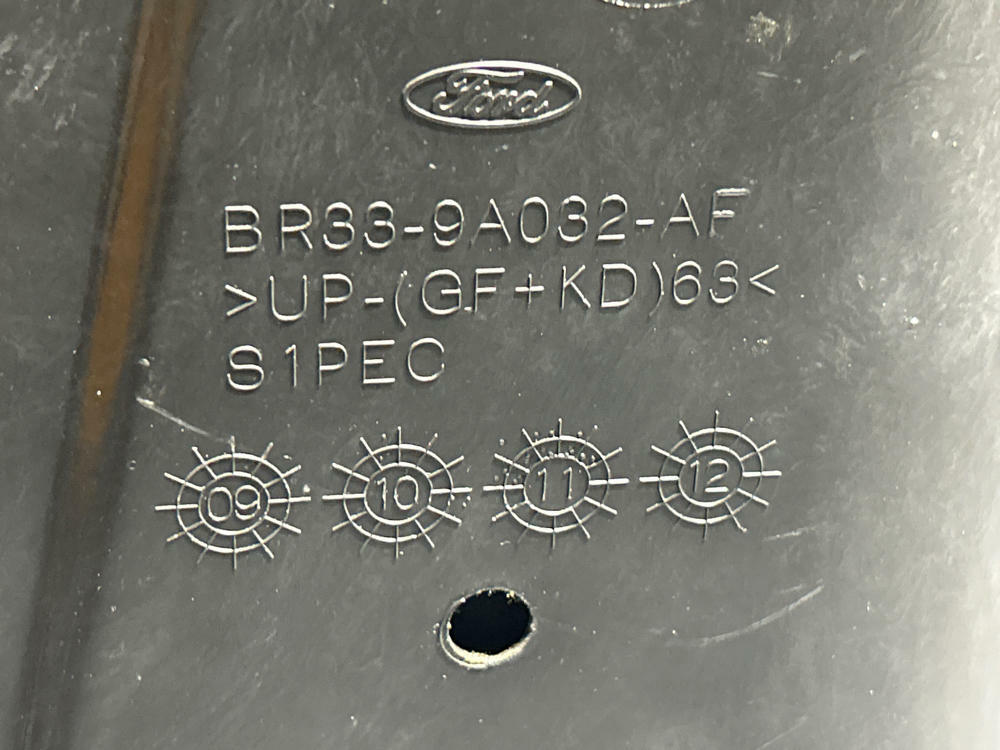 Ford
BR33-9A032-AF
>UP-(GF+KD)63<
S1PEC
09 10 11 12